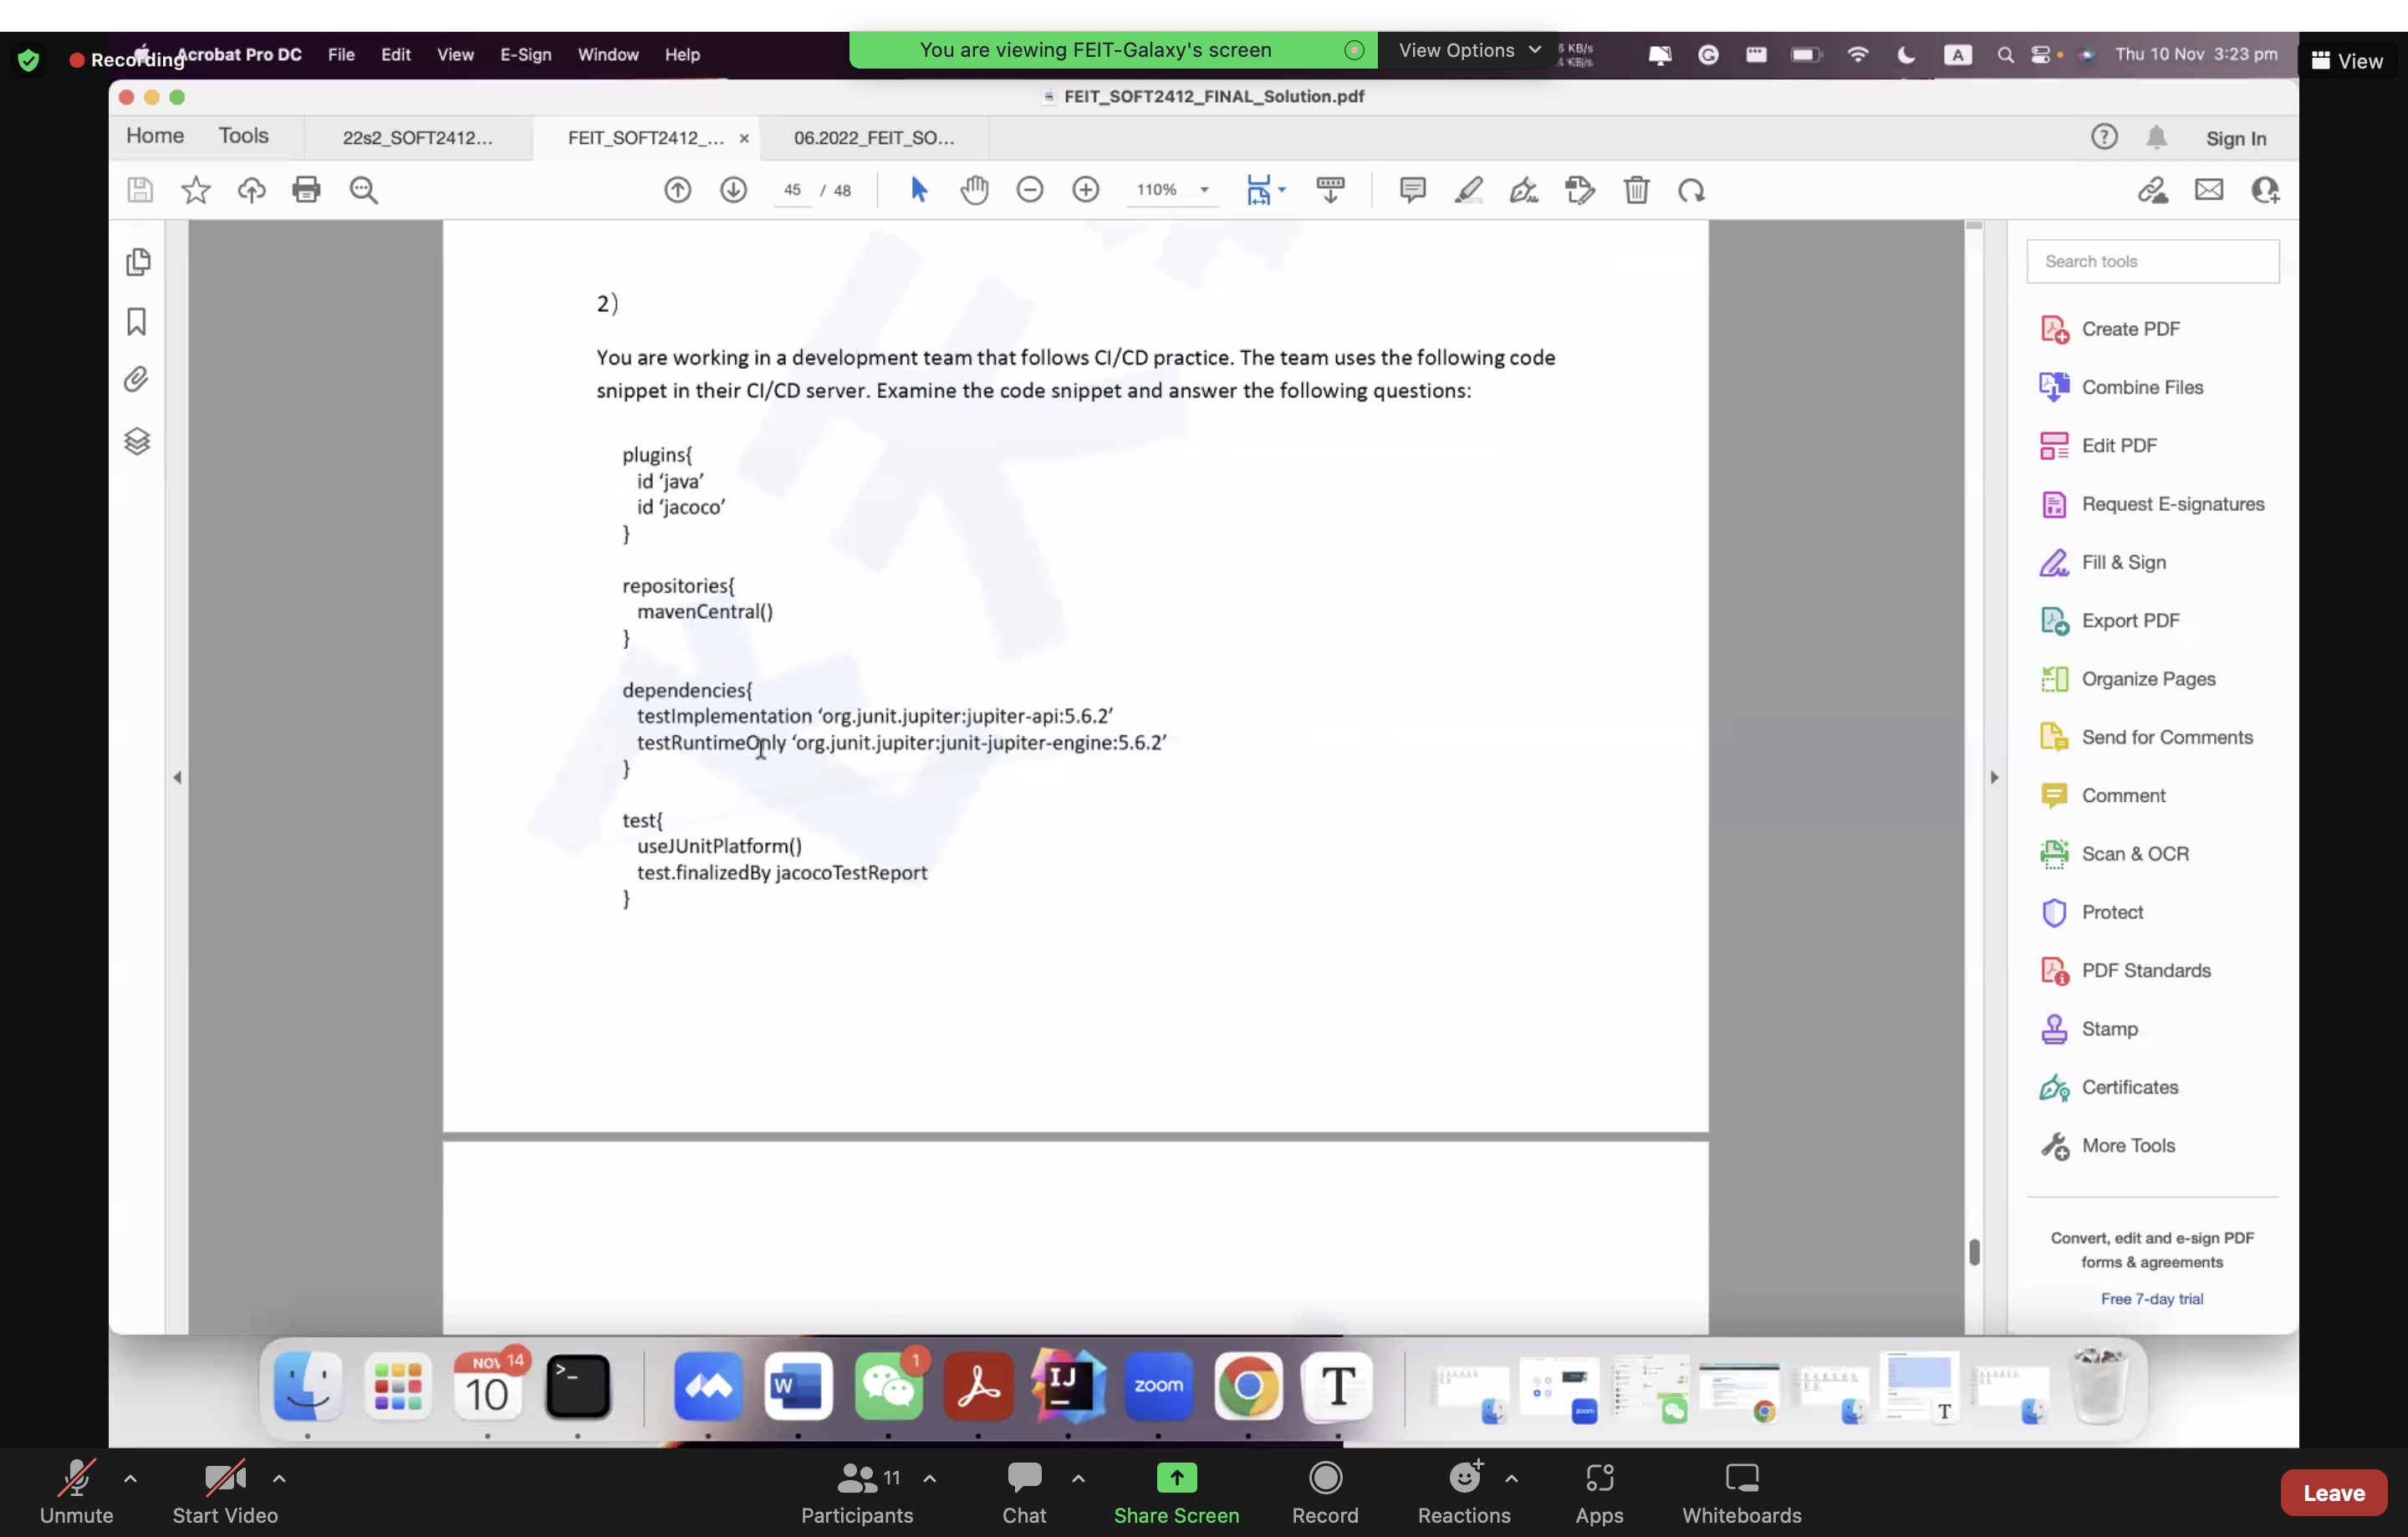 Recording
Acrobat Pro DC File Edit View E-Sign Window Help
You are viewing FEIT-Galaxy's screen
View Options
KB/s
KB/s
A
Thu 10 Nov 3:23 pm
View
FEIT_SOFT2412_FINAL_Solution.pdf
Home Tools 22s2_SOFT2412... FEIT_SOFT2412_... × 06.2022_FEIT_SO... Sign In
45 / 48 110%
2)
You are working in a development team that follows CI/CD practice. The team uses the following code
snippet in their CI/CD server. Examine the code snippet and answer the following questions:
plugins{
id ‘java’
id ‘jacoco’
}
repositories{
mavenCentral()
}
dependencies{
testImplementation ‘org.junit.jupiter:jupiter-api:5.6.2’
testRuntimeOnly ‘org.junit.jupiter:junit-jupiter-engine:5.6.2’
}
test{
useJUnitPlatform()
test.finalizedBy jacocoTestReport
}
Search tools
Create PDF
Combine Files
Edit PDF
Request E-signatures
Fill & Sign
Export PDF
Organize Pages
Send for Comments
Comment
Scan & OCR
Protect
PDF Standards
Stamp
Certificates
More Tools
Convert, edit and e-sign PDF
forms & agreements
Free 7-day trial
NOV 14
10
>_
W
1
IJ
zoom
T
zoom
T
Unmute
Start Video
11
Participants
Chat
Share Screen
Record
Reactions
Apps
Whiteboards
Leave